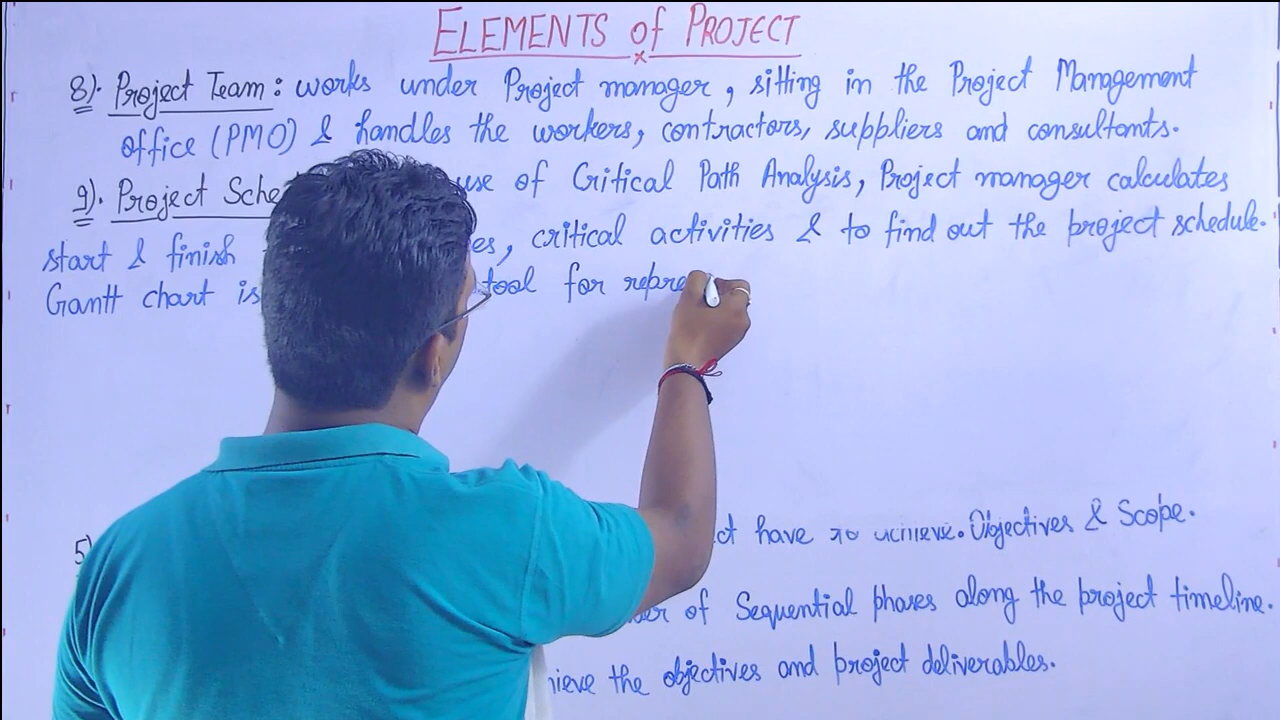 ELEMENTS of PROJECT
8). Project Team: works under Project manager, sitting in the Project Management
office (PMO) & handles the workers, contractors, suppliers and consultants.
9). Project Sche use of Critical Path Analysis, Project manager calculates
start & finish es, critical activities & to find out the project schedule.
Gantt chart is tool for repre
5) ct have to achieve. Objectives & Scope.
ber of Sequential phases along the project timeline.
hieve the objectives and project deliverables.